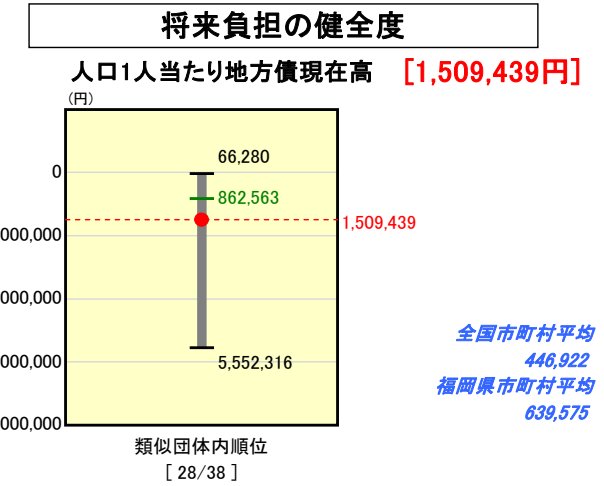 将来負担の健全度
人口1人当たり地方債現在高 [1,509,439円]
(円)
66,280
0
862,563
1,509,439
000,000
000,000
全国市町村平均
446,922
000,000
5,552,316
福岡県市町村平均
639,575
000,000
類似団体内順位
[ 28/38 ]